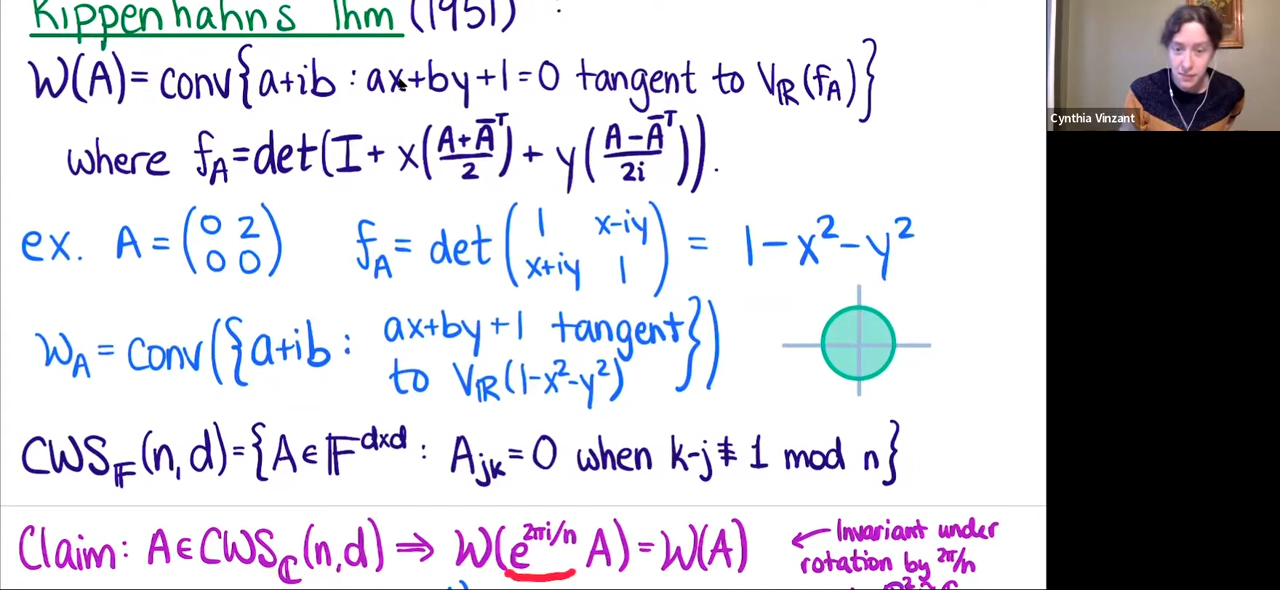 Kippenhahns Thm (1951) :
W(A) = conv{a+ib : ax+by+1=0 tangent to V_ℝ(f_A)}
where f_A = det(I + x((A+Ā^T)/2) + y((A-Ā^T)/2i)).
ex. A = (0 2 0 0) f_A = det(1 x-iy x+iy 1) = 1-x²-y²
W_A = conv({a+ib : ax+by+1 tangent to V_ℝ(1-x²-y²)})
CWS_𝔽(n,d) = {A ∈ 𝔽^{d×d} : A_{jk} = 0 when k-j ≢ 1 mod n}
Claim: A ∈ CWS_ℂ(n,d) ⇒ W(e^{2πi/n} A) = W(A) ← Invariant under
rotation by 2π/n
Cynthia Vinzant